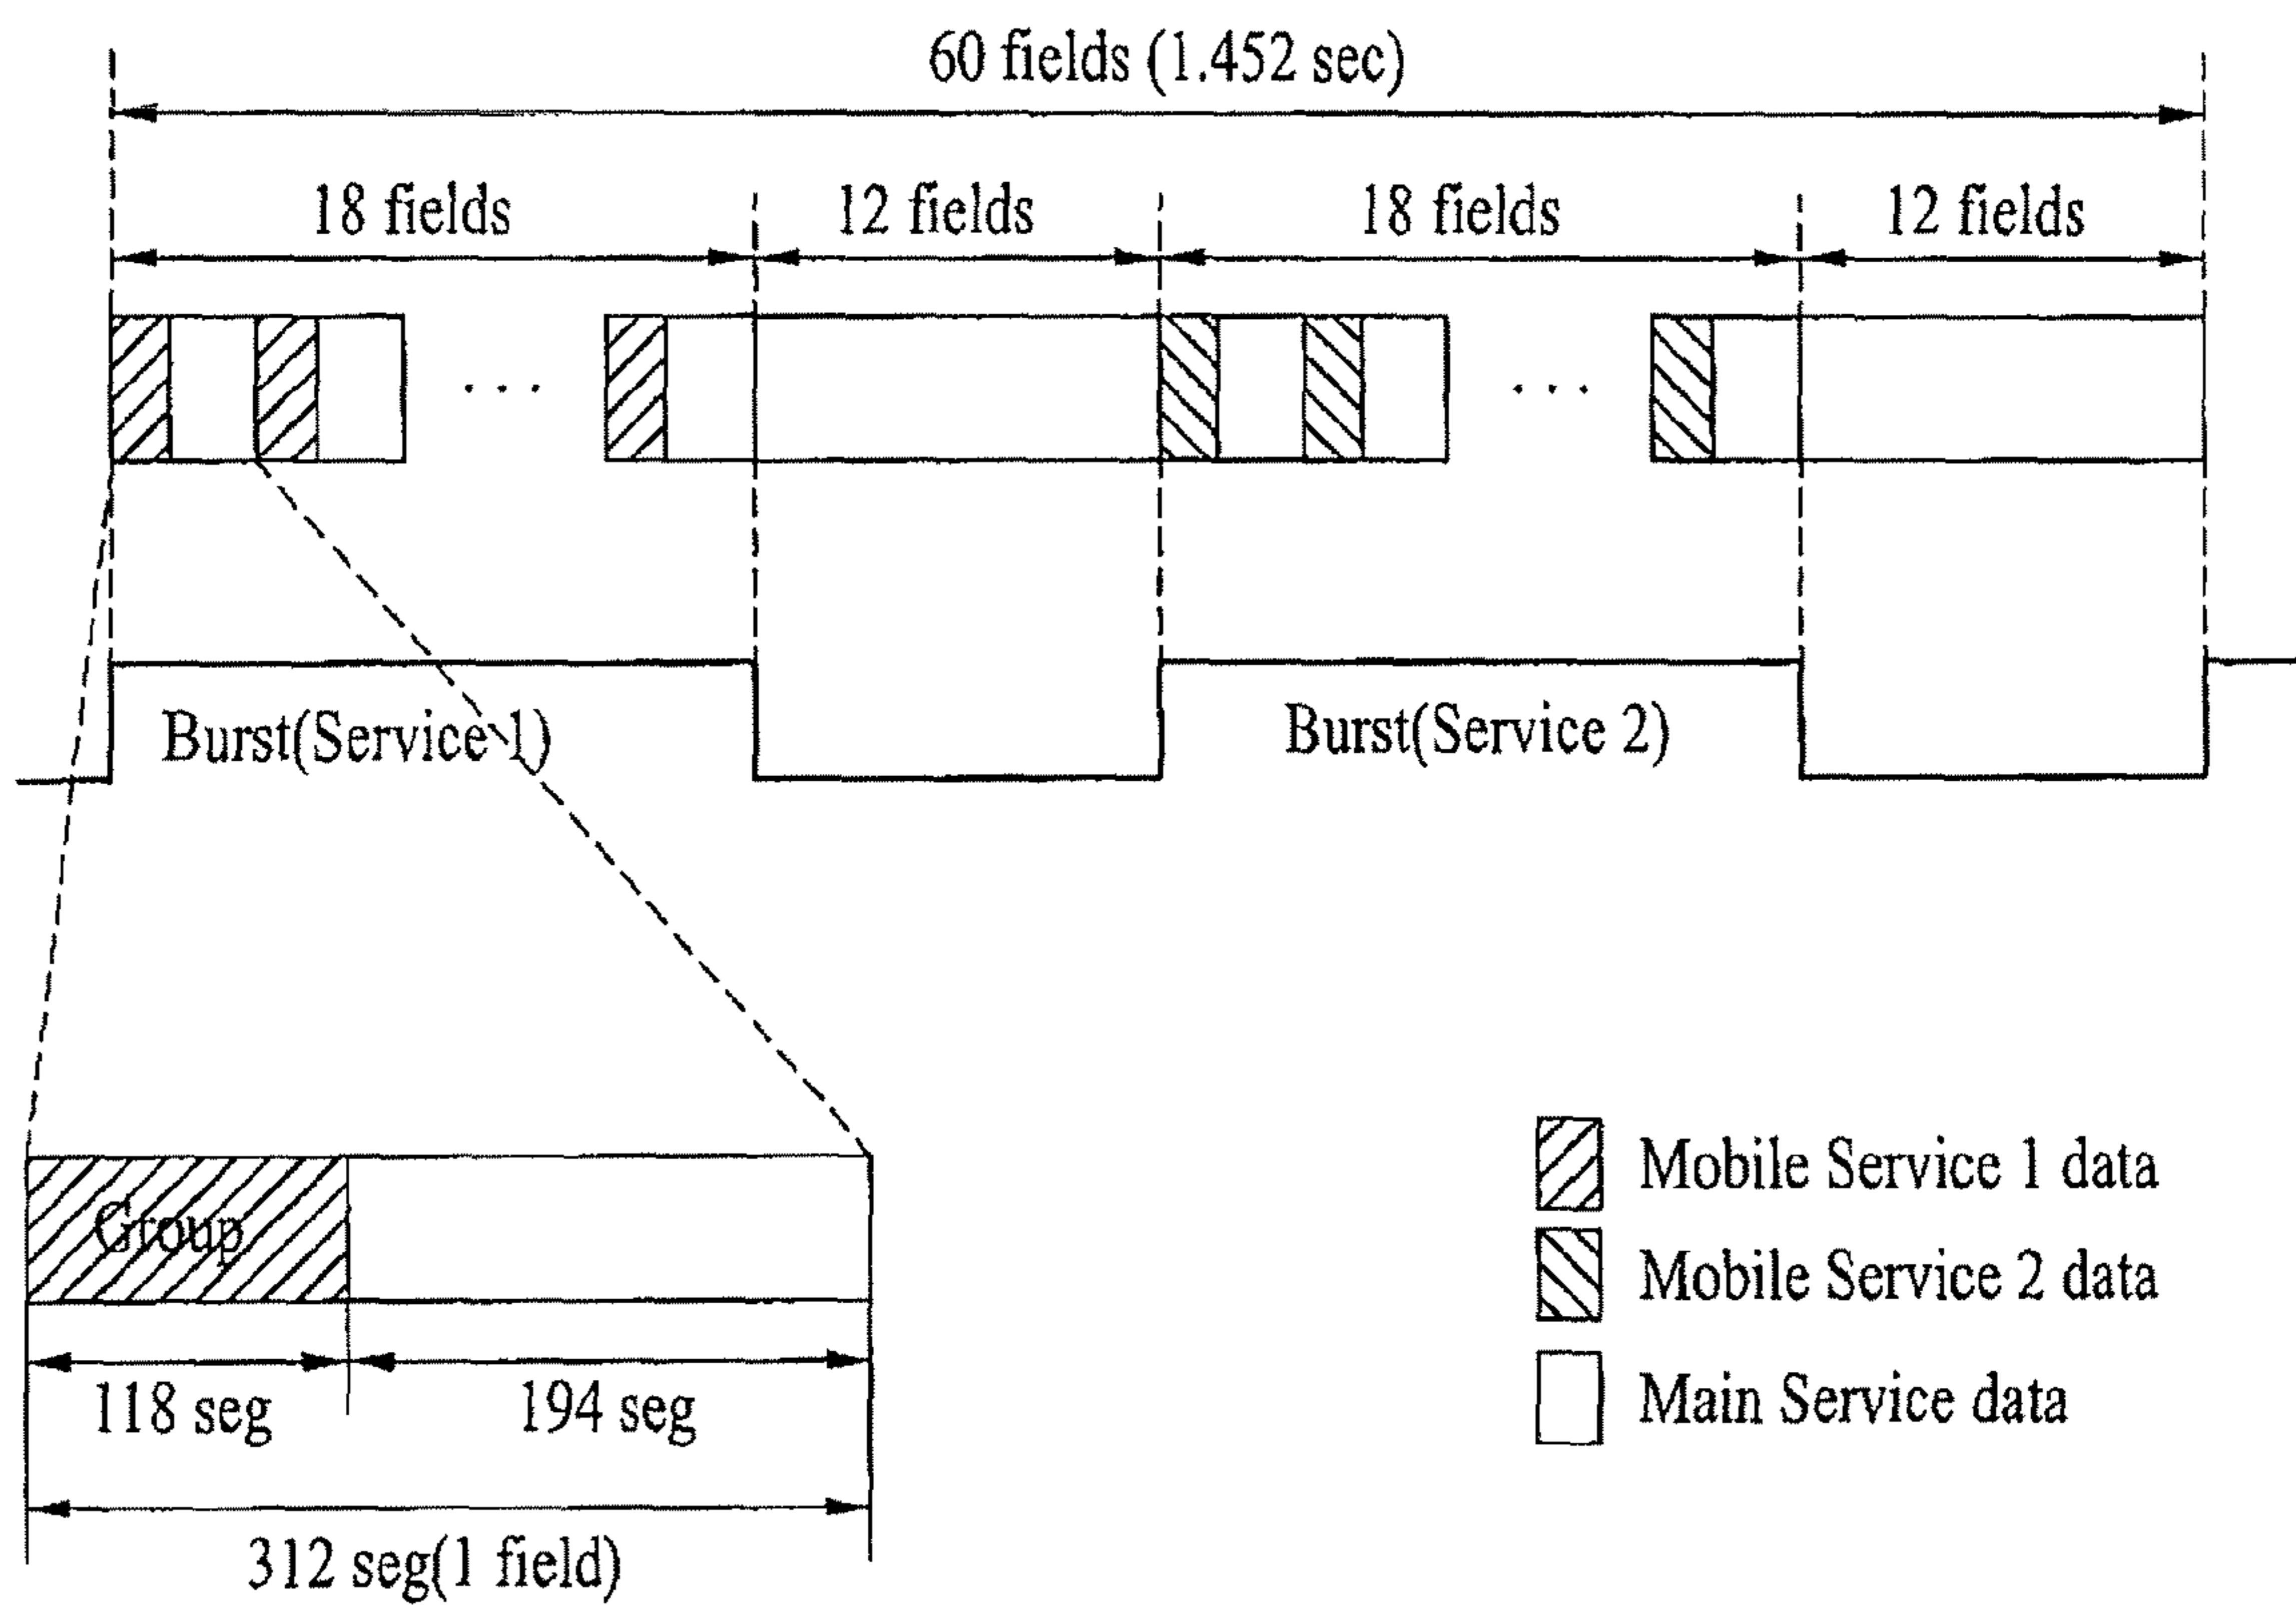 60 fields (1.452 sec)
18 fields 12 fields 18 fields 12 fields
. . . . . .
Burst(Service 1) Burst(Service 2)
Group
118 seg 194 seg
312 seg(1 field)
Mobile Service 1 data
Mobile Service 2 data
Main Service data